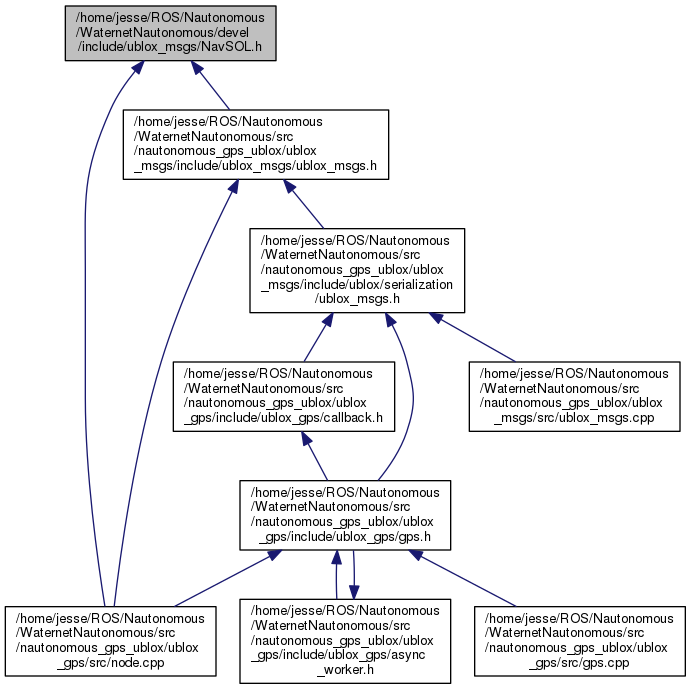 /home/jesse/ROS/Nautonomous
/WaternetNautonomous/devel
/include/ublox_msgs/NavSOL.h
/home/jesse/ROS/Nautonomous
/WaternetNautonomous/src
/nautonomous_gps_ublox/ublox
_msgs/include/ublox_msgs/ublox_msgs.h
/home/jesse/ROS/Nautonomous
/WaternetNautonomous/src
/nautonomous_gps_ublox/ublox
_msgs/include/ublox/serialization
/ublox_msgs.h
/home/jesse/ROS/Nautonomous
/WaternetNautonomous/src
/nautonomous_gps_ublox/ublox
_gps/include/ublox_gps/callback.h
/home/jesse/ROS/Nautonomous
/WaternetNautonomous/src
/nautonomous_gps_ublox/ublox
_msgs/src/ublox_msgs.cpp
/home/jesse/ROS/Nautonomous
/WaternetNautonomous/src
/nautonomous_gps_ublox/ublox
_gps/include/ublox_gps/gps.h
/home/jesse/ROS/Nautonomous
/WaternetNautonomous/src
/nautonomous_gps_ublox/ublox
_gps/src/node.cpp
/home/jesse/ROS/Nautonomous
/WaternetNautonomous/src
/nautonomous_gps_ublox/ublox
_gps/include/ublox_gps/async
_worker.h
/home/jesse/ROS/Nautonomous
/WaternetNautonomous/src
/nautonomous_gps_ublox/ublox
_gps/src/gps.cpp